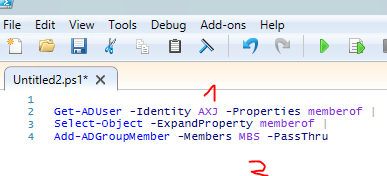 File Edit View Tools Debug Add-ons Help
Untitled2.ps1* X
1
1
2 Get-ADUser -Identity AXJ -Properties memberof |
3 Select-Object -ExpandProperty memberof |
4 Add-ADGroupMember -Members MBS -PassThru
2